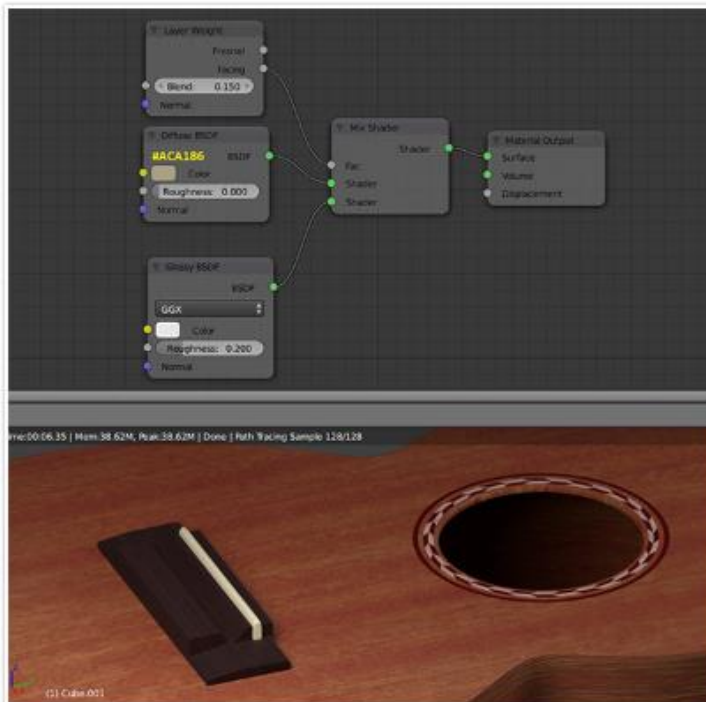 Layer Weight
Fresnel
Facing
Blend: 0.150
Normal
Diffuse BSDF
#ACA186 BSDF
Color
Roughness: 0.000
Normal
Mix Shader
Shader
Fac
Shader
Shader
Material Output
Surface
Volume
Displacement
Glossy BSDF
BSDF
GGX
Color
Roughness: 0.200
Normal
me:00:06.35 | Mem:38.62M, Peak:38.62M | Done | Path Tracing Sample 128/128
(1) Cube.001